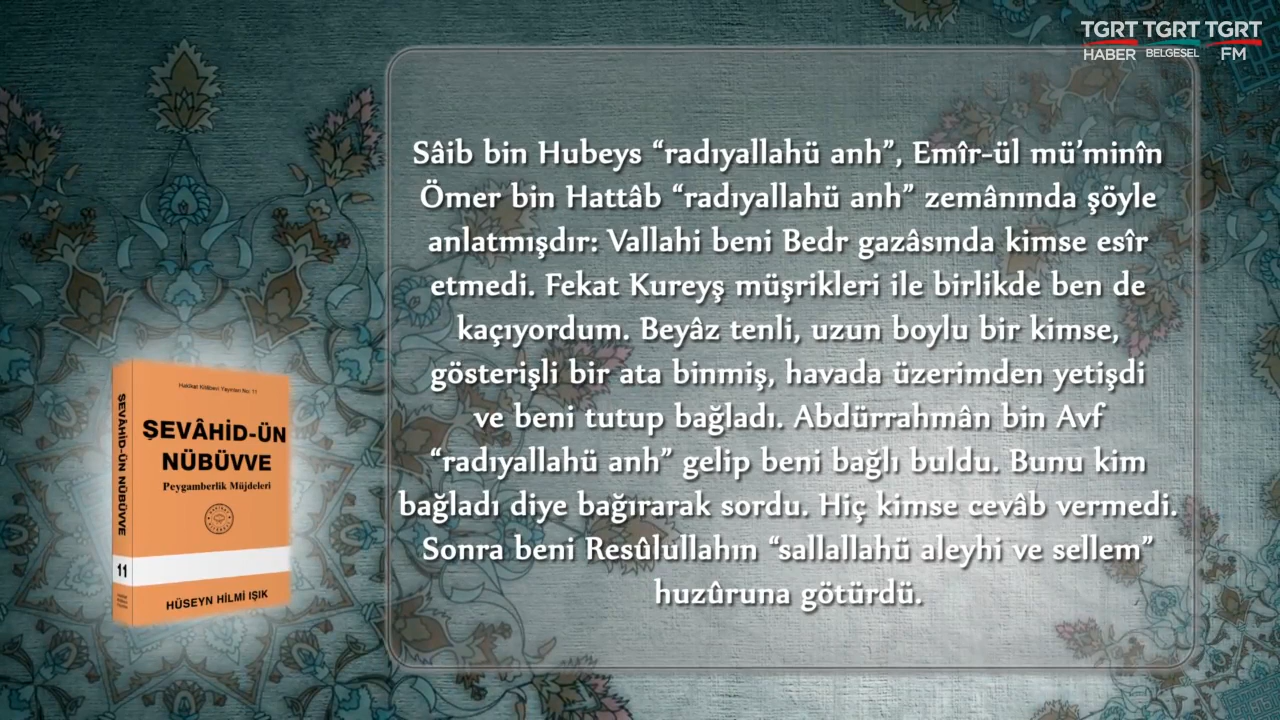 TGRT TGRT TGRT
HABER BELGESEL FM
Sâib bin Hubeys “radıyallahü anh”, Emîr-ül mü’minîn
Ömer bin Hattâb “radıyallahü anh” zemânında şöyle
anlatmışdır: Vallahi beni Bedr gazâsında kimse esîr
etmedi. Fekat Kureyş müşrikleri ile birlikde ben de
kaçıyordum. Beyâz tenli, uzun boylu bir kimse,
gösterişli bir ata binmiş, havada üzerimden yetişdi
ve beni tutup bağladı. Abdürrahmân bin Avf
“radıyallahü anh” gelip beni bağlı buldu. Bunu kim
bağladı diye bağırarak sordu. Hiç kimse cevâb vermedi.
Sonra beni Resûlullahın “sallallahü aleyhi ve sellem”
huzûruna götürdü.
Hakîkat Kitâbevi Yayınları No: 11
ŞEVÂHİD-ÜN
NÜBÜVVE
Peygamberlik Müjdeleri
HÜSEYN HİLMİ IŞIK
ŞEVÂHİD-ÜN NÜBÜVVE
11